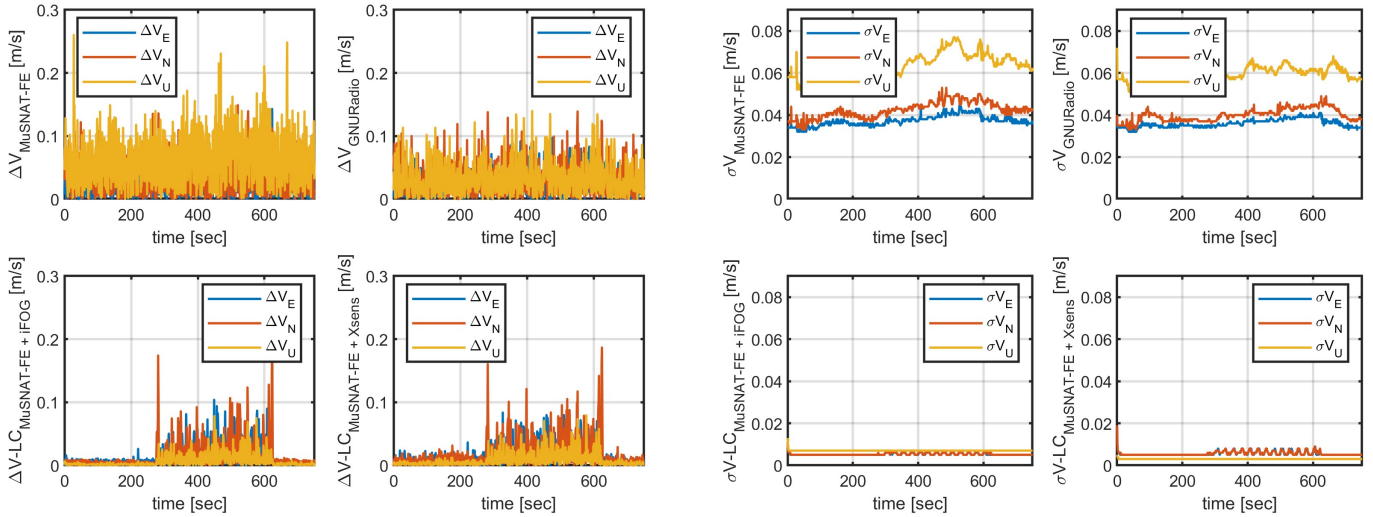 ΔV_MuSNAT-FE [m/s]
0.3
0.2
0.1
0
0 200 400 600
time [sec]
ΔV_E
ΔV_N
ΔV_U
ΔV_GNURadio [m/s]
0.3
0.2
0.1
0
0 200 400 600
time [sec]
ΔV_E
ΔV_N
ΔV_U
σV_MuSNAT-FE [m/s]
0.08
0.06
0.04
0.02
0
0 200 400 600
time [sec]
σV_E
σV_N
σV_U
σV_GNURadio [m/s]
0.08
0.06
0.04
0.02
0
0 200 400 600
time [sec]
σV_E
σV_N
σV_U
ΔV-LC_MuSNAT-FE + iFOG [m/s]
0.3
0.2
0.1
0
0 200 400 600
time [sec]
ΔV_E
ΔV_N
ΔV_U
ΔV-LC_MuSNAT-FE + Xsens [m/s]
0.3
0.2
0.1
0
0 200 400 600
time [sec]
ΔV_E
ΔV_N
ΔV_U
σV-LC_MuSNAT-FE + iFOG [m/s]
0.08
0.06
0.04
0.02
0
0 200 400 600
time [sec]
σV_E
σV_N
σV_U
σV-LC_MuSNAT-FE + Xsens [m/s]
0.08
0.06
0.04
0.02
0
0 200 400 600
time [sec]
σV_E
σV_N
σV_U